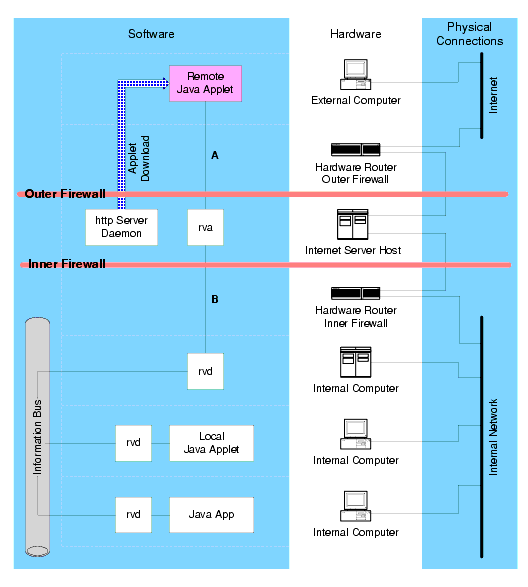 Software
Hardware
Physical
Connections
Remote
Java Applet
External Computer
Internet
Applet
Download
A
Hardware Router
Outer Firewall
Outer Firewall
http Server
Daemon
rva
Internet Server Host
Inner Firewall
B
Hardware Router
Inner Firewall
Information Bus
rvd
Internal Computer
Internal Network
rvd
Local
Java Applet
Internal Computer
rvd
Java App
Internal Computer